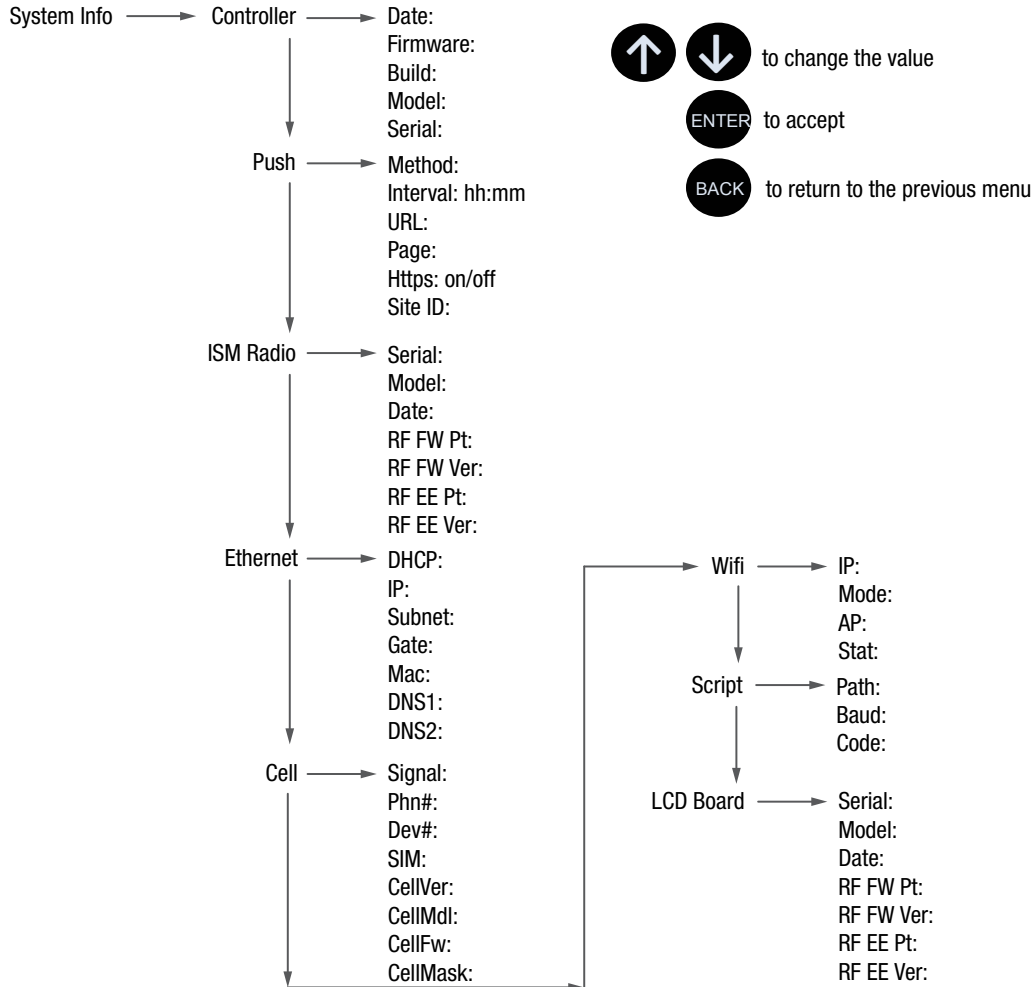 System Info
Controller
Date:
Firmware:
Build:
Model:
Serial:
Push
Method:
Interval: hh:mm
URL:
Page:
Https: on/off
Site ID:
ISM Radio
Serial:
Model:
Date:
RF FW Pt:
RF FW Ver:
RF EE Pt:
RF EE Ver:
Ethernet
DHCP:
IP:
Subnet:
Gate:
Mac:
DNS1:
DNS2:
Cell
Signal:
Phn#:
Dev#:
SIM:
CellVer:
CellMdl:
CellFw:
CellMask:
Wifi
IP:
Mode:
AP:
Stat:
Script
Path:
Baud:
Code:
LCD Board
Serial:
Model:
Date:
RF FW Pt:
RF FW Ver:
RF EE Pt:
RF EE Ver:
to change the value
ENTER to accept
BACK to return to the previous menu